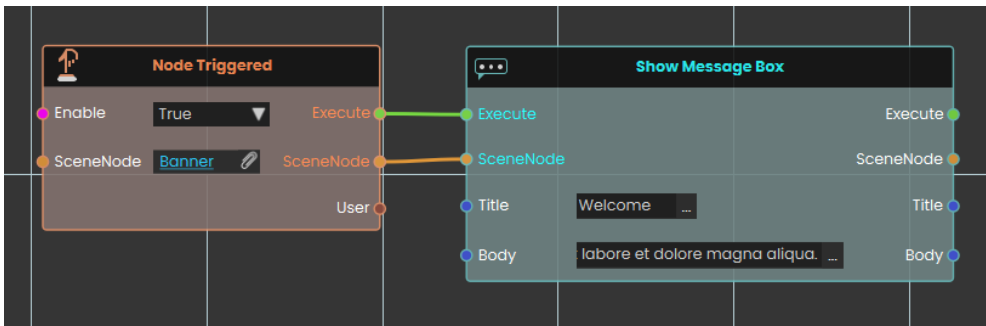 Node Triggered
Enable
True
Execute
SceneNode
Banner
SceneNode
User
Show Message Box
Execute
Execute
SceneNode
SceneNode
Title
Welcome
...
Title
Body
labore et dolore magna aliqua.
...
Body